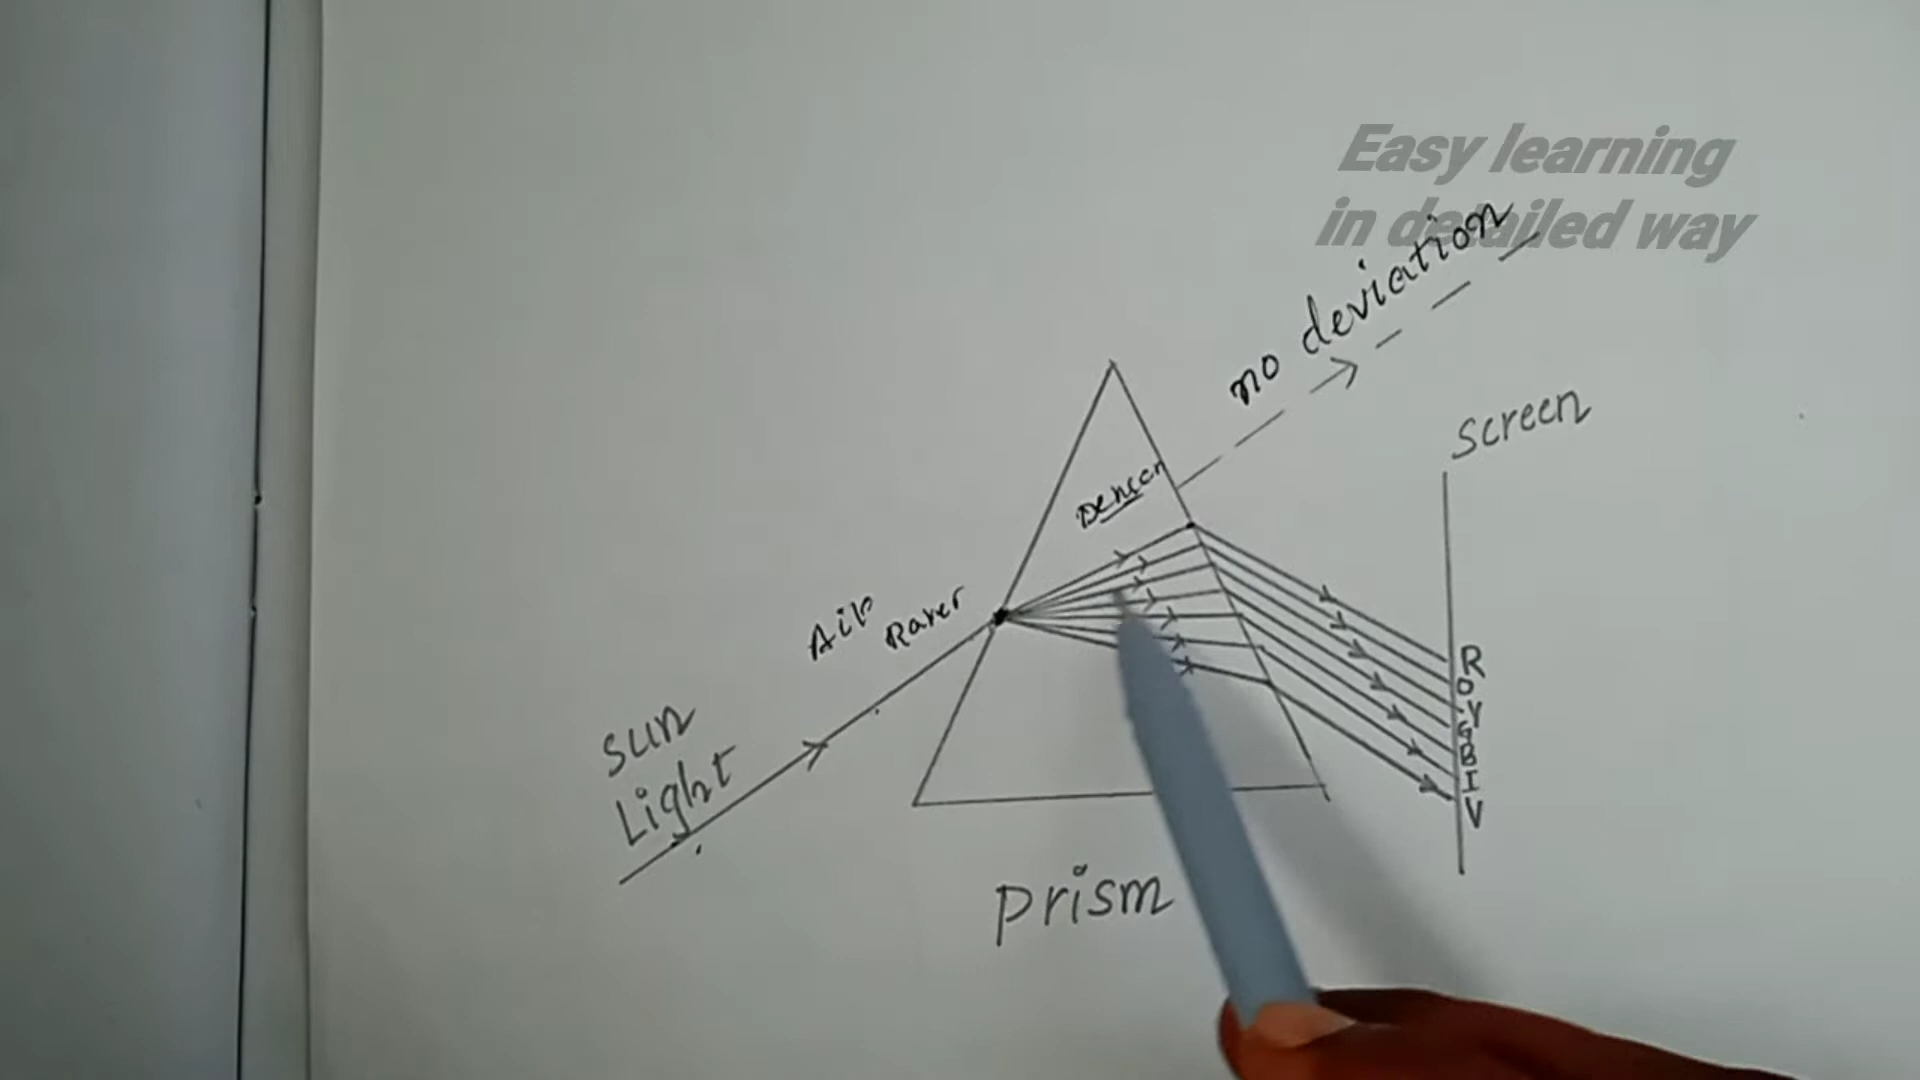 Easy learning
in detailed way
no deviation
Screen
Denser
Air
Rarer
Sun
Light
R
O
Y
G
B
I
V
Prism